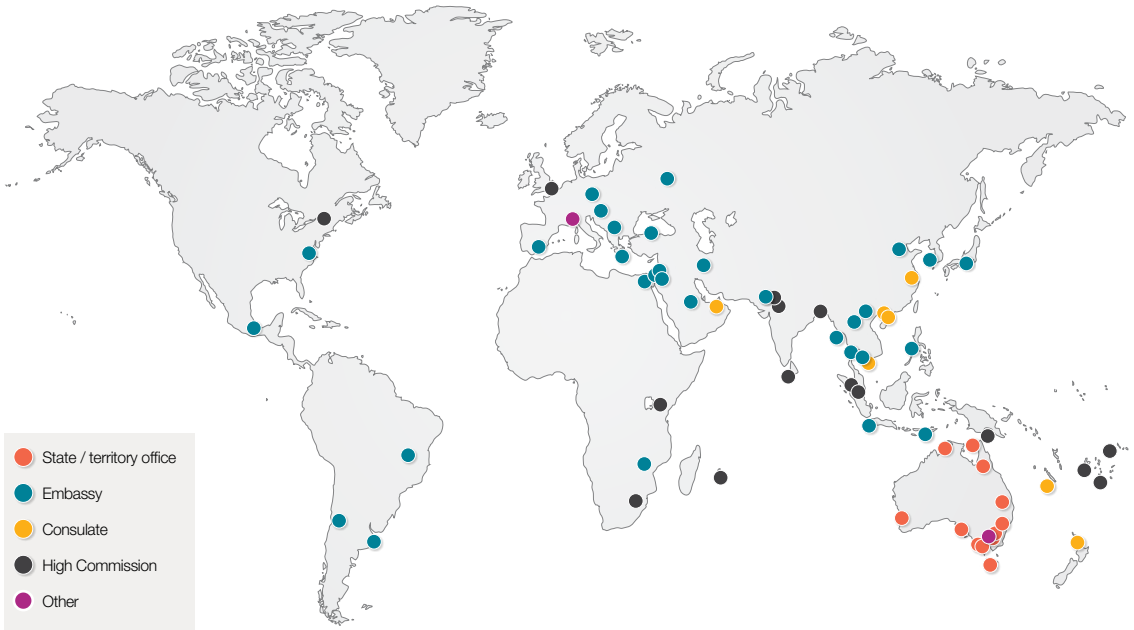 State / territory office
Embassy
Consulate
High Commission
Other